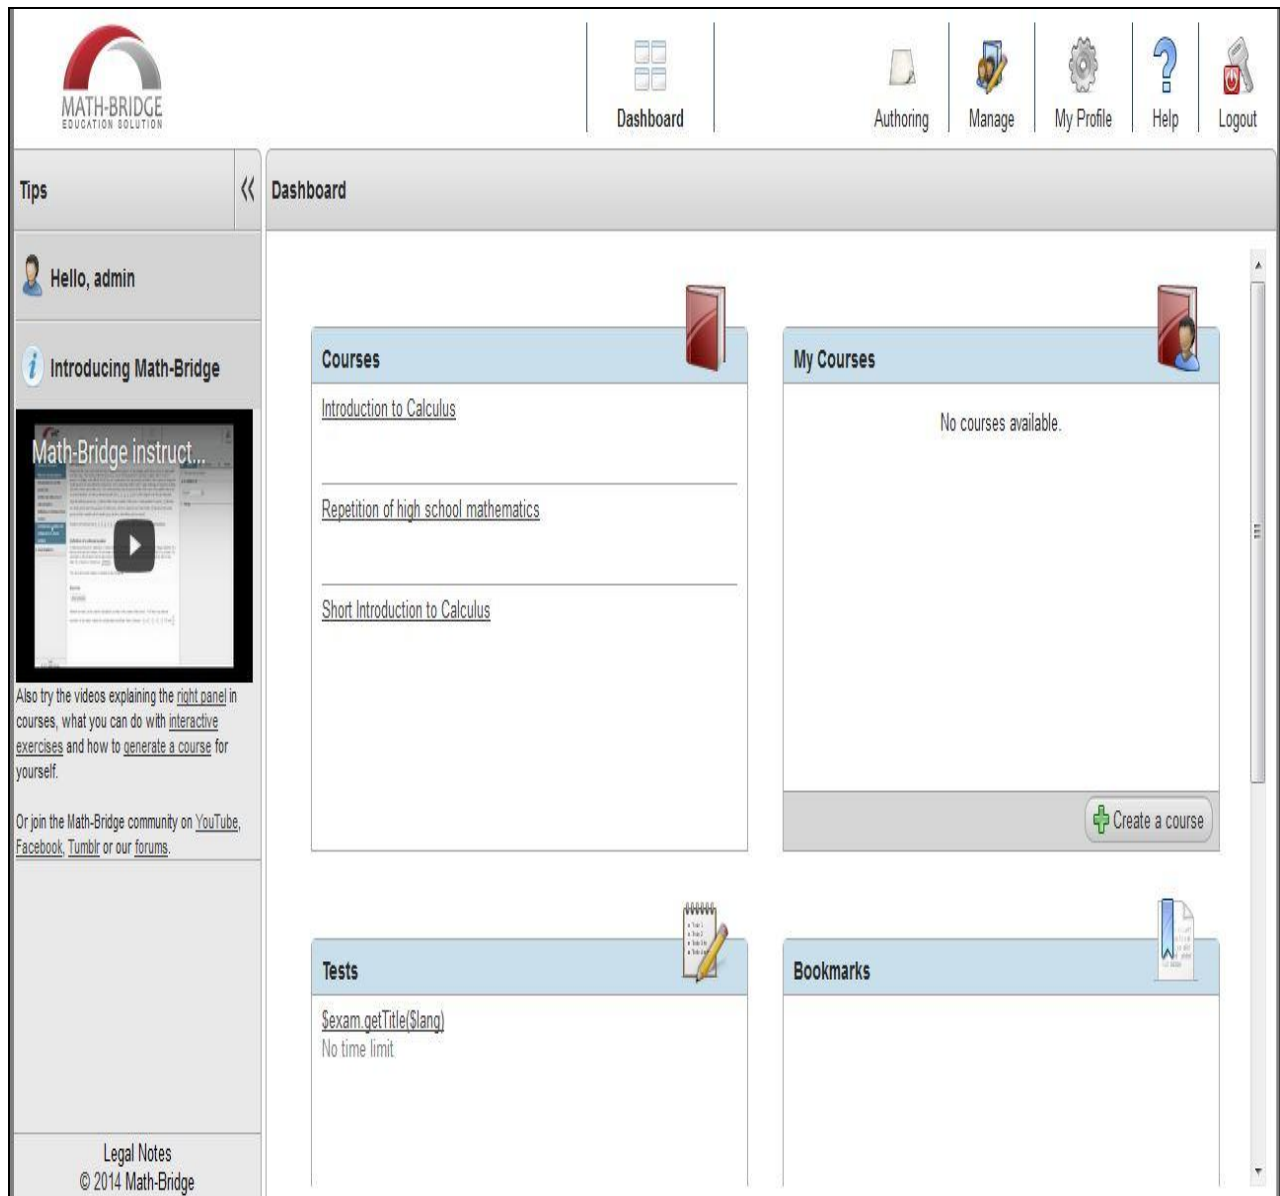 MATH-BRIDGE
EDUCATION SOLUTION
Dashboard
Authoring
Manage
My Profile
Help
Logout
Tips
Hello, admin
Introducing Math-Bridge
Math-Bridge instruct...
Also try the videos explaining the right panel in
courses, what you can do with interactive
exercises and how to generate a course for
yourself.
Or join the Math-Bridge community on YouTube,
Facebook, Tumblr or our forums.
Legal Notes
© 2014 Math-Bridge
Dashboard
Courses
Introduction to Calculus
Repetition of high school mathematics
Short Introduction to Calculus
My Courses
No courses available.
Create a course
Tests
$exam.getTitle($lang)
No time limit
Bookmarks